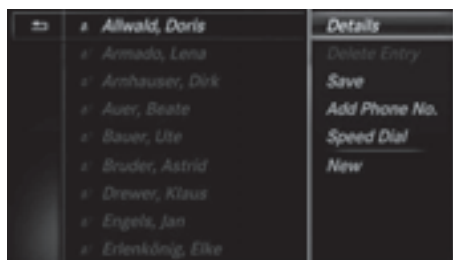 Allwald, Doris
Armado, Lena
Arnhauser, Dirk
Auer, Beate
Bauer, Ute
Bruder, Astrid
Drewer, Klaus
Engels, Jan
Erlenkönig, Elke
Details
Delete Entry
Save
Add Phone No.
Speed Dial
New